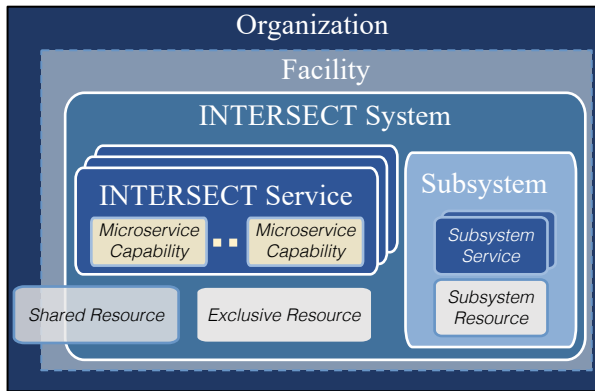 Organization
Facility
INTERSECT System
INTERSECT Service
Microservice
Capability
Microservice
Capability
Subsystem
Subsystem
Service
Subsystem
Resource
Shared Resource
Exclusive Resource